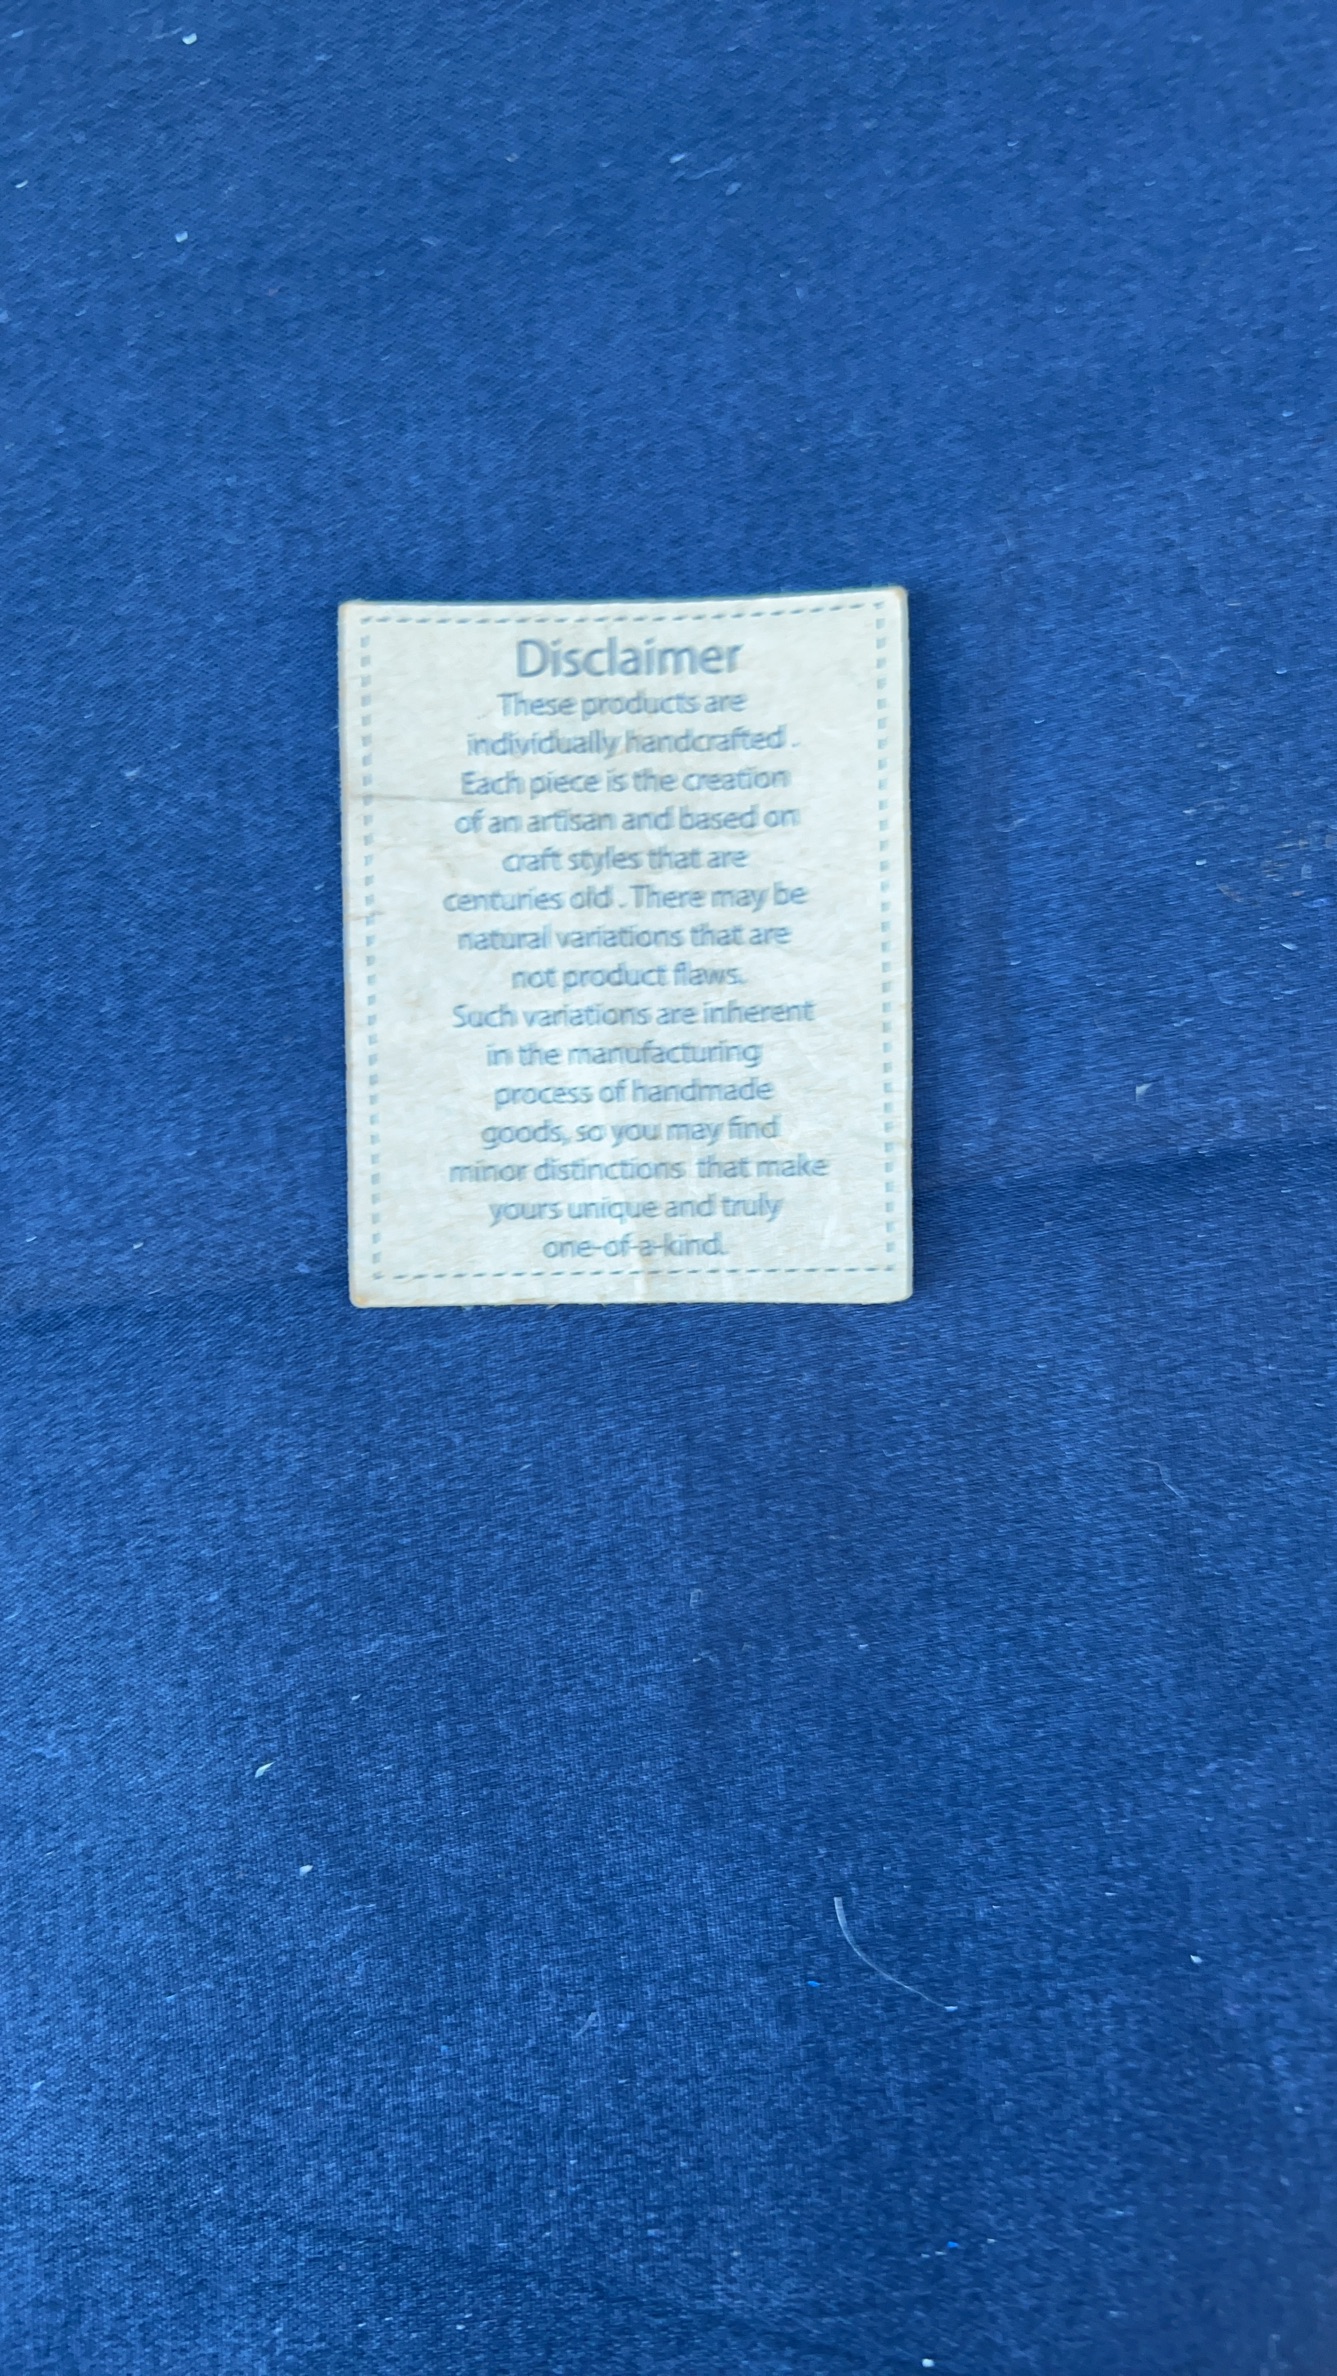 Disclaimer
These products are
individually handcrafted .
Each piece is the creation
of an artisan and based on
craft styles that are
centuries old . There may be
natural variations that are
not product flaws.
Such variations are inherent
in the manufacturing
process of handmade
goods, so you may find
minor distinctions that make
yours unique and truly
one-of-a-kind.